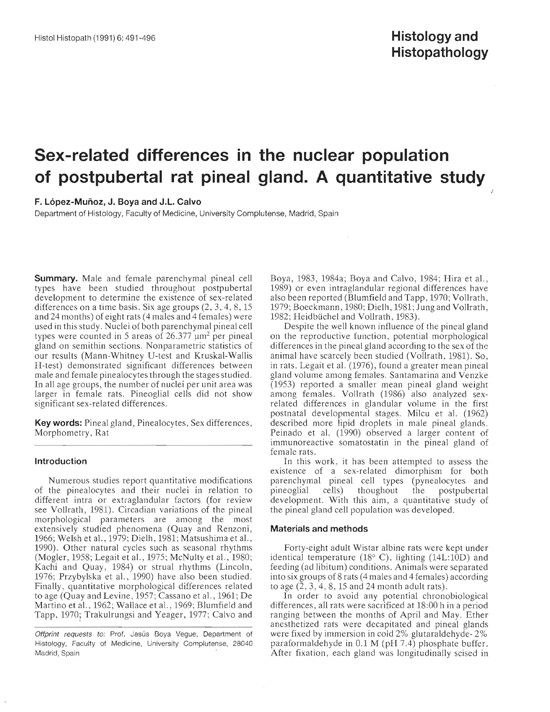 Histol Histopath (1991) 6: 491-496
Histology and
Histopathology
Sex-related differences in the nuclear population
of postpubertal rat pineal gland. A quantitative study
F. López-Muñoz, J. Boya and J.L. Calvo
Department of Histology, Faculty of Medicine, University Complutense, Madrid, Spain
Summary. Male and female parenchymal pineal cell
types have been studied throughout postpubertal
development to determine the existence of sex-related
differences on a time basis. Six age groups (2, 3, 4, 8, 15
and 24 months) of eight rats (4 males and 4 females) were
used in this study. Nuclei of both parenchymal pineal cell
types were counted in 5 areas of 26.377 µm² per pineal
gland on semithin sections. Nonparametric statistics of
our results (Mann-Whitney U-test and Kruskal-Wallis
H-test) demonstrated significant differences between
male and female pinealocytes through the stages studied.
In all age groups, the number of nuclei per unit area was
larger in female rats. Pineoglial cells did not show
significant sex-related differences.
Key words: Pineal gland, Pinealocytes, Sex differences,
Morphometry, Rat
Introduction
Numerous studies report quantitative modifications
of the pinealocytes and their nuclei in relation to
different intra or extraglandular factors (for review
see Vollrath, 1981). Circadian variations of the pineal
morphological parameters are among the most
extensively studied phenomena (Quay and Renzoni,
1966; Welsh et al., 1979; Dielh, 1981; Matsushima et al.,
1990). Other natural cycles such as seasonal rhythms
(Mogler, 1958; Legait et al., 1975; McNulty et al., 1980;
Kachi and Quay, 1984) or strual rhythms (Lincoln,
1976; Przybylska et al., 1990) have also been studied.
Finally, quantitative morphological differences related
to age (Quay and Levine, 1957; Cassano et al., 1961; De
Martino et al., 1962; Wallace et al., 1969; Blumfield and
Tapp, 1970; Trakulrungsi and Yeager, 1977; Calvo and
Offprint requests to: Prof. Jesús Boya Vegue, Department of
Histology, Faculty of Medicine, University Complutense, 28040
Madrid, Spain
Boya, 1983, 1984a; Boya and Calvo, 1984; Hira et al.,
1989) or even intraglandular regional differences have
also been reported (Blumfield and Tapp, 1970; Vollrath,
1979; Boeckmann, 1980; Dielh, 1981; Jung and Vollrath,
1982; Heidbüchel and Vollrath, 1983).
Despite the well known influence of the pineal gland
on the reproductive function, potential morphological
differences in the pineal gland according to the sex of the
animal have scarcely been studied (Vollrath, 1981). So,
in rats, Legait et al. (1976), found a greater mean pineal
gland volume among females. Santamarina and Venzke
(1953) reported a smaller mean pineal gland weight
among females. Vollrath (1986) also analyzed sex-
related differences in glandular volume in the first
postnatal developmental stages. Milcu et al. (1962)
described more lipid droplets in male pineal glands.
Peinado et al. (1990) observed a larger content of
immunoreactive somatostatin in the pineal gland of
female rats.
In this work, it has been attempted to assess the
existence of a sex-related dimorphism for both
parenchymal pineal cell types (pynealocytes and
pineoglial cells) thoughout the postpubertal
development. With this aim, a quantitative study of
the pineal gland cell population was developed.
Materials and methods
Forty-eight adult Wistar albine rats were kept under
identical temperature (18° C), lighting (14L:10D) and
feeding (ad libitum) conditions. Animals were separated
into six groups of 8 rats (4 males and 4 females) according
to age (2, 3, 4, 8, 15 and 24 month adult rats).
In order to avoid any potential chronobiological
differences, all rats were sacrificed at 18:00 h in a period
ranging between the months of April and May. Ether
anesthetized rats were decapitated and pineal glands
were fixed by immersion in cold 2% glutaraldehyde- 2%
paraformaldehyde in 0.1 M (pH 7.4) phosphate buffer.
After fixation, each gland was longitudinally scised in